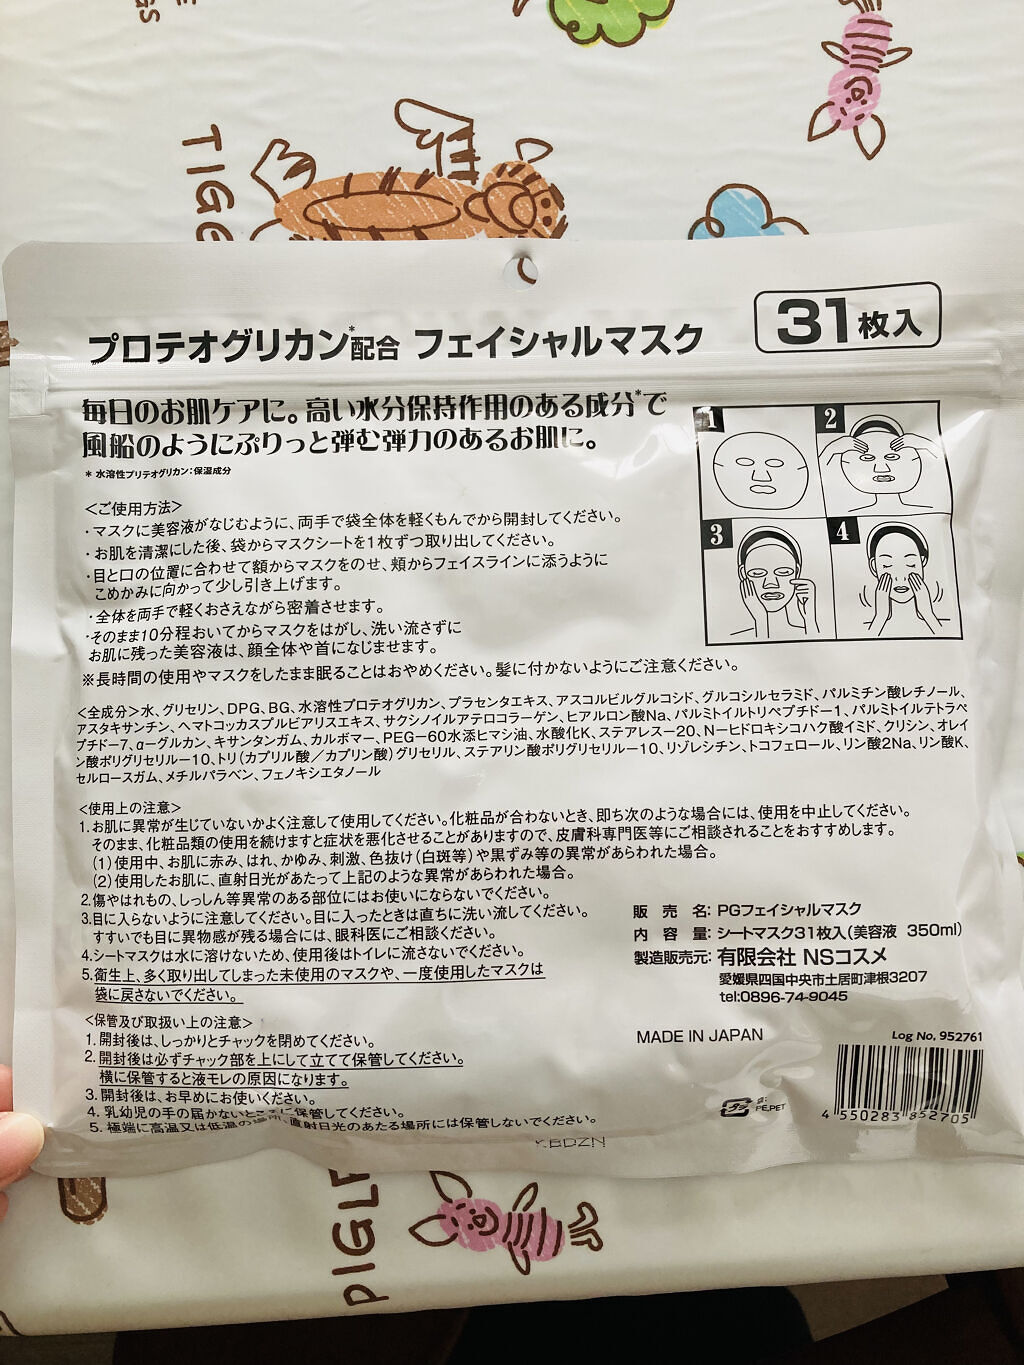 TIGG
プロテオグリカン*配合 フェイシャルマスク
31枚入
毎日のお肌ケアに。高い水分保持作用のある成分*で
風船のようにぷりっと弾む弾力のあるお肌に。
* 水溶性プリテオグリカン:保湿成分
1
2
3
4
<ご使用方法>
・マスクに美容液がなじむように、両手で袋全体を軽くもんでから開封してください。
・お肌を清潔にした後、袋からマスクシートを1枚ずつ取り出してください。
・目と口の位置に合わせて額からマスクをのせ、頬からフェイスラインに添うように
こめかみに向かって少し引き上げます。
・全体を両手で軽くおさえながら密着させます。
・そのまま10分程おいてからマスクをはがし、洗い流さずに
お肌に残った美容液は、顔全体や首になじませます。
※長時間の使用やマスクをしたまま眠ることはおやめください。髪に付かないようにご注意ください。
<全成分>水、グリセリン、DPG、BG、水溶性プロテオグリカン、プラセンタエキス、アスコルビルグルコシド、グルコシルセラミド、パルミチン酸レチノール、
アスタキサンチン、ヘマトコッカスプルビアリスエキス、サクシノイルアテロコラーゲン、ヒアルロン酸Na、パルミトイルトリペプチド-1、パルミトイルテトラペ
プチド-7、α-グルカン、キサンタンガム、カルボマー、PEG-60水添ヒマシ油、水酸化K、ステアレス-20、N-ヒドロキシコハク酸イミド、クリシン、オレイ
ン酸ポリグリセリル-10、トリ(カプリル酸/カプリン酸)グリセリル、ステアリン酸ポリグリセリル-10、リゾレシチン、トコフェロール、リン酸2Na、リン酸K、
セルロースガム、メチルパラベン、フェノキシエタノール
<使用上の注意>
1.お肌に異常が生じていないかよく注意して使用してください。化粧品が合わないとき、即ち次のような場合には、使用を中止してください。
そのまま、化粧品類の使用を続けますと症状を悪化させることがありますので、皮膚科専門医等にご相談されることをおすすめします。
(1)使用中、お肌に赤み、はれ、かゆみ、刺激、色抜け(白斑等)や黒ずみ等の異常があらわれた場合。
(2)使用したお肌に、直射日光があたって上記のような異常があらわれた場合。
2.傷やはれもの、しっしん等異常のある部位にはお使いにならないでください。
3.目に入らないように注意してください。目に入ったときは直ちに洗い流してください。
すすいでも目に異物感が残る場合には、眼科医にご相談ください。
4.シートマスクは水に溶けないため、使用後はトイレに流さないでください。
5.衛生上、多く取り出してしまった未使用のマスクや、一度使用したマスクは
袋に戻さないでください。
<保管及び取扱い上の注意>
1.開封後は、しっかりとチャックを閉めてください。
2.開封後は必ずチャック部を上にして立てて保管してください。
横に保管すると液モレの原因になります。
3.開封後は、お早めにお使いください。
4.乳幼児の手の届かないところに保管してください。
5.極端に高温又は低温の場所、直射日光のあたる場所には保管しないでください。
販 売 名:PGフェイシャルマスク
内 容 量:シートマスク31枚入(美容液 350ml)
製造販売元:有限会社 NSコスメ
愛媛県四国中央市土居町津根3207
tel:0896-74-9045
MADE IN JAPAN
Log No. 952761
プラ
PE,PET
4 550283 852705
PIGLE